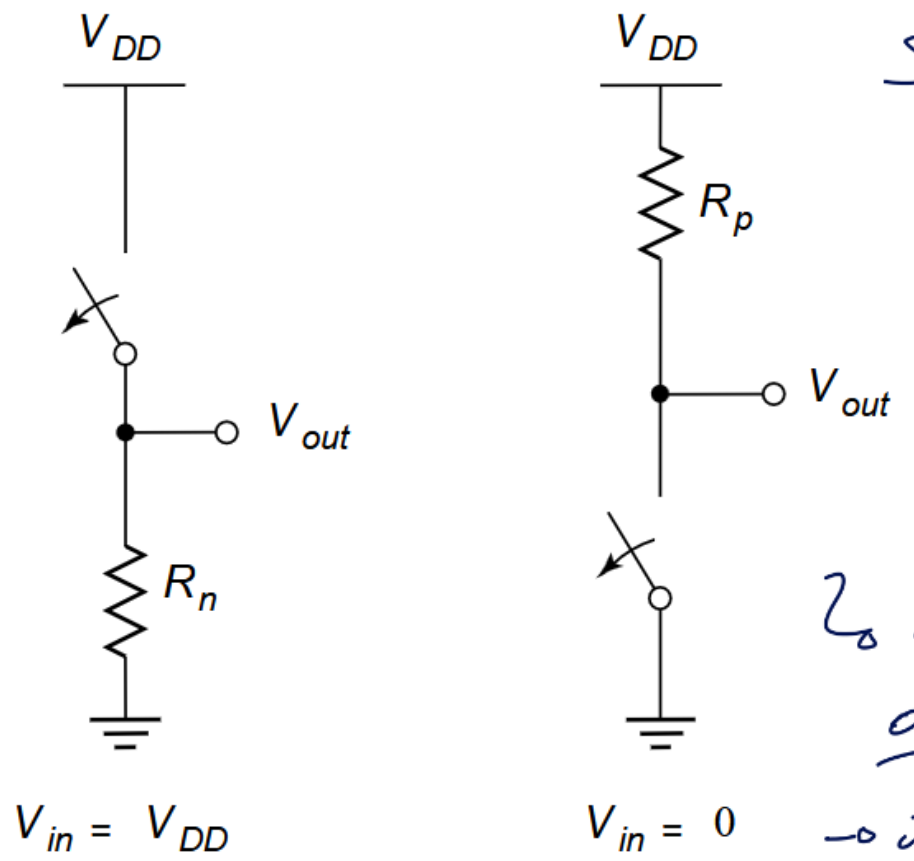 V_DD V_DD
R_p
V_out
V_out
R_n
V_in = V_DD V_in = 0